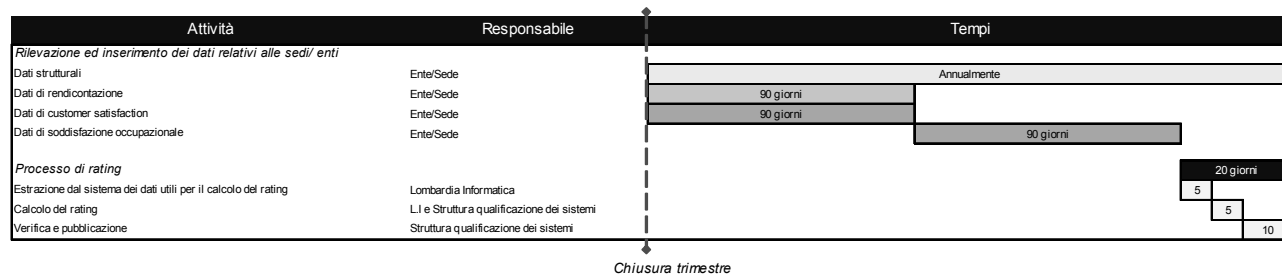 Attività Responsabile Tempi
Rilevazione ed inserimento dei dati relativi alle sedi/ enti
Dati strutturali Ente/Sede Annualmente
Dati di rendicontazione Ente/Sede 90 giorni
Dati di customer satisfaction Ente/Sede 90 giorni
Dati di soddisfazione occupazionale Ente/Sede 90 giorni
Processo di rating 20 giorni
Estrazione dal sistema dei dati utili per il calcolo del rating Lombardia Informatica 5
Calcolo del rating L.I e Struttura qualificazione dei sistemi 5
Verifica e pubblicazione Struttura qualificazione dei sistemi 10
Chiusura trimestre